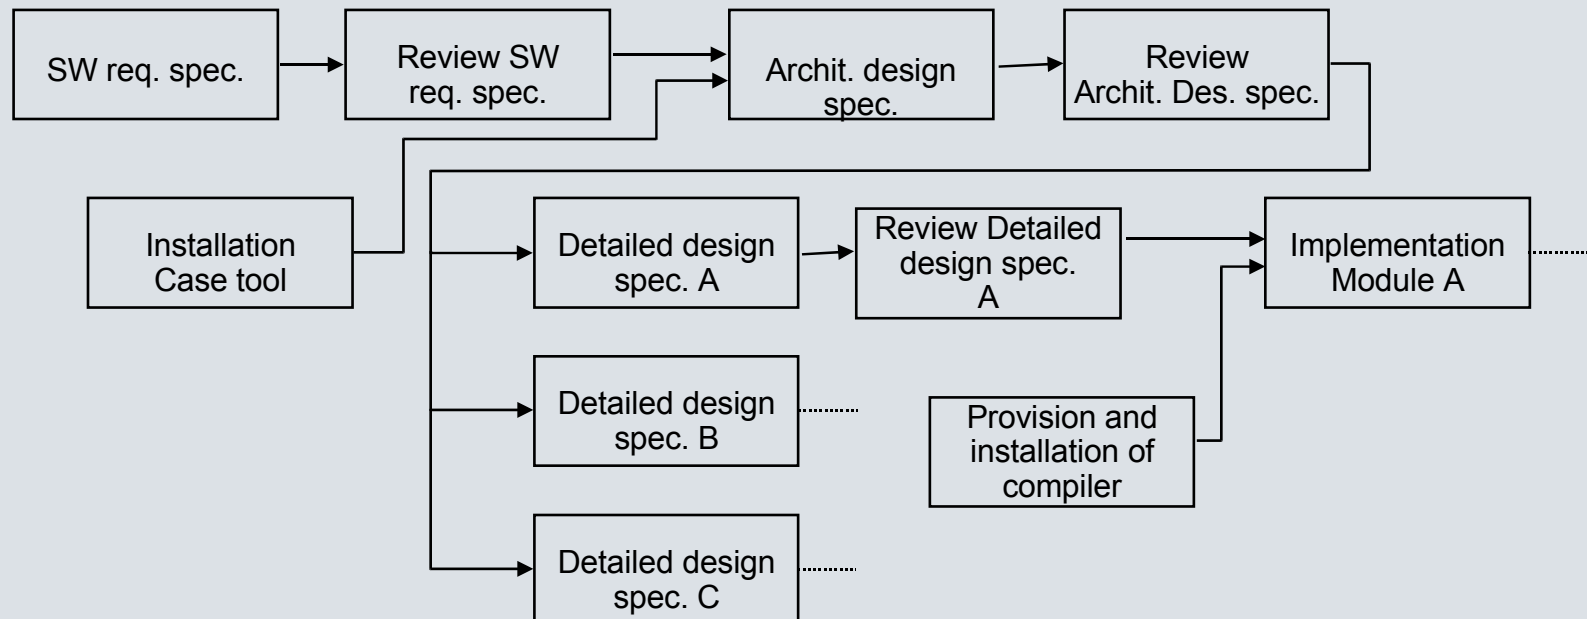 SW req. spec.
Review SW
req. spec.
Archit. design
spec.
Review
Archit. Des. spec.
Installation
Case tool
Detailed design
spec. A
Review Detailed
design spec.
A
Implementation
Module A
Detailed design
spec. B
Provision and
installation of
compiler
Detailed design
spec. C